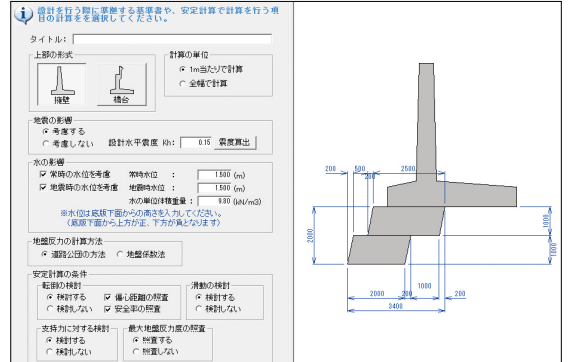 設計を行う際に準拠する基準書や、安定計算で計算を行う項
目の計算をを選択してください。
タイトル：
上部の形式
擁壁
橋台
計算の単位
1m当たりで計算
全幅で計算
地震の影響
考慮する
考慮しない
設計水平震度 Kh： 0.15 震度算出
水の影響
常時の水位を考慮 常時水位 ： 1.500 (m)
地震時の水位を考慮 地震時水位 ： 1.500 (m)
水の単位体積重量： 9.80 (kN/m3)
※水位は底版下面からの高さを入力してください。
（底版下面から上方が正、下方が負となります）
地盤反力の計算方法
道路公団の方法 地盤係数法
安定計算の条件
転倒の検討
検討する 偏心距離の照査
検討しない 安全率の照査
滑動の検討
検討する
検討しない
支持力に対する検討
検討する
検討しない
最大地盤反力度の照査
照査する
照査しない
200 500 2500
200
2000
1000
1000
1000
2000 200 200
3400